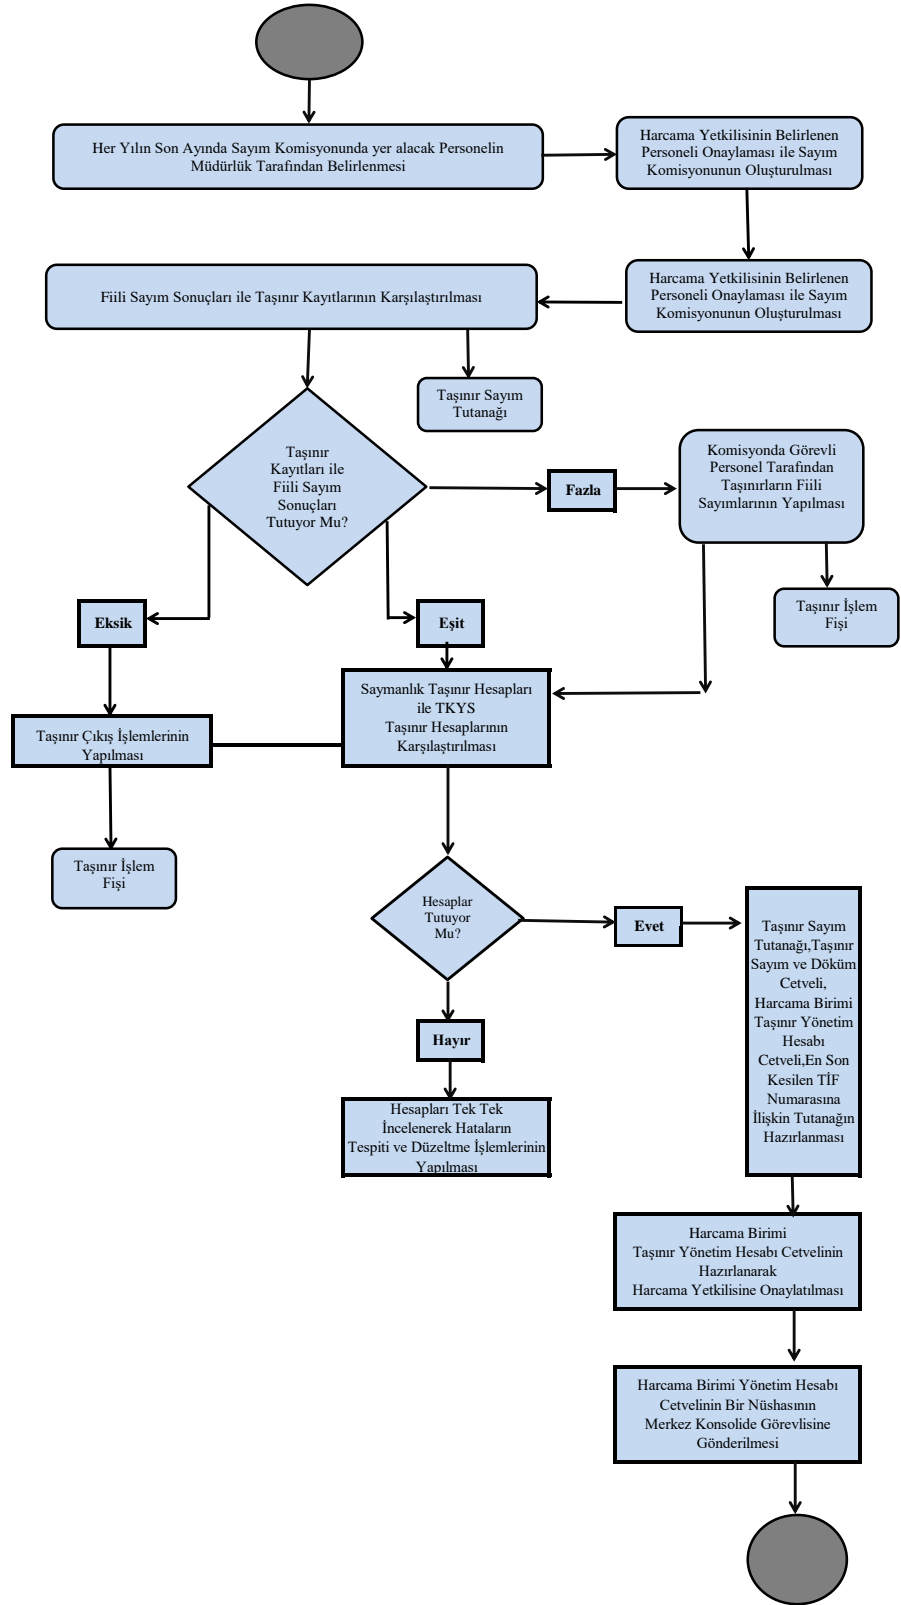 Her Yılın Son Ayında Sayım Komisyonunda yer alacak Personelin
Müdürlük Tarafından Belirlenmesi
Harcama Yetkilisinin Belirlenen
Personeli Onaylaması ile Sayım
Komisyonunun Oluşturulması
Harcama Yetkilisinin Belirlenen
Personeli Onaylaması ile Sayım
Komisyonunun Oluşturulması
Fiili Sayım Sonuçları ile Taşınır Kayıtlarının Karşılaştırılması
Taşınır Sayım
Tutanağı
Taşınır
Kayıtları ile
Fiili Sayım
Sonuçları
Tutuyor Mu?
Fazla
Komisyonda Görevli
Personel Tarafından
Taşınırların Fiili
Sayımlarının Yapılması
Taşınır İşlem
Fişi
Eksik
Eşit
Saymanlık Taşınır Hesapları
ile TKYS
Taşınır Hesaplarının
Karşılaştırılması
Taşınır Çıkış İşlemlerinin
Yapılması
Taşınır İşlem
Fişi
Hesaplar
Tutuyor
Mu?
Evet
Taşınır Sayım
Tutanağı,Taşınır
Sayım ve Döküm
Cetveli,
Harcama Birimi
Taşınır Yönetim
Hesabı
Cetveli,En Son
Kesilen TİF
Numarasına
İlişkin Tutanağın
Hazırlanması
Hayır
Hesapları Tek Tek
İncelenerek Hataların
Tespiti ve Düzeltme İşlemlerinin
Yapılması
Harcama Birimi
Taşınır Yönetim Hesabı Cetvelinin
Hazırlanarak
Harcama Yetkilisine Onaylatılması
Harcama Birimi Yönetim Hesabı
Cetvelinin Bir Nüshasının
Merkez Konsolide Görevlisine
Gönderilmesi